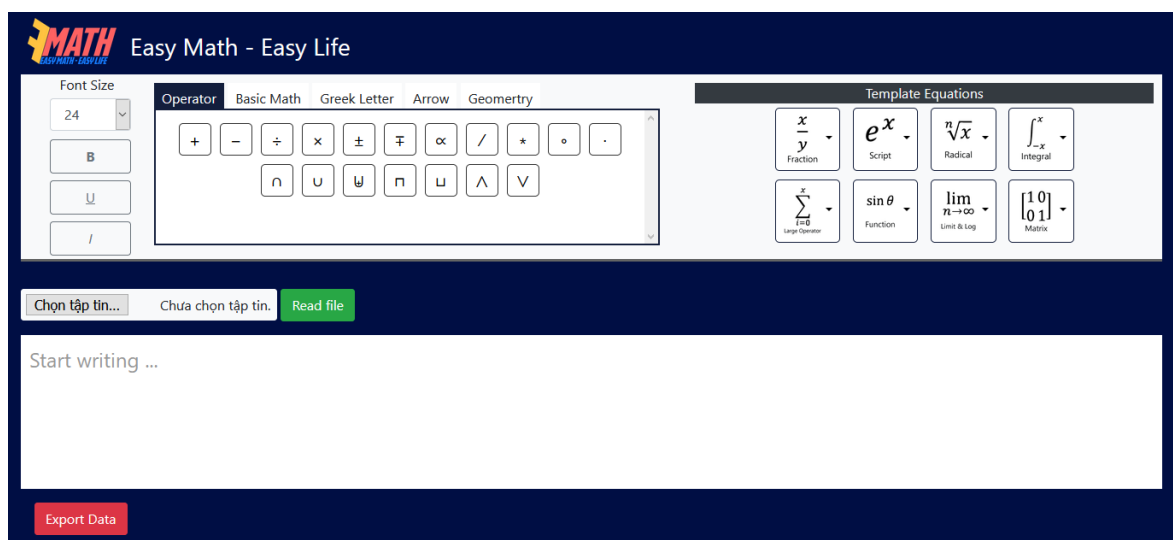 MATH
EASY MATH - EASY LIFE
Easy Math - Easy Life
Font Size
24
B
U
I
Operator Basic Math Greek Letter Arrow Geomertry
+ − ÷ × ± ∓ ∝ / ⋆ ∘ ·
∩ ∪ ⊎ ⊓ ⊔ ∧ ∨
Template Equations
x/y
Fraction
e^x
Script
ⁿ√x
Radical
∫_{-x}^{x}
Integral
∑_{i=0}^{x}
Large Operator
sin θ
Function
lim n→∞
Limit & Log
[1 0
0 1]
Matrix
Chọn tập tin... Chưa chọn tập tin. Read file
Start writing ...
Export Data